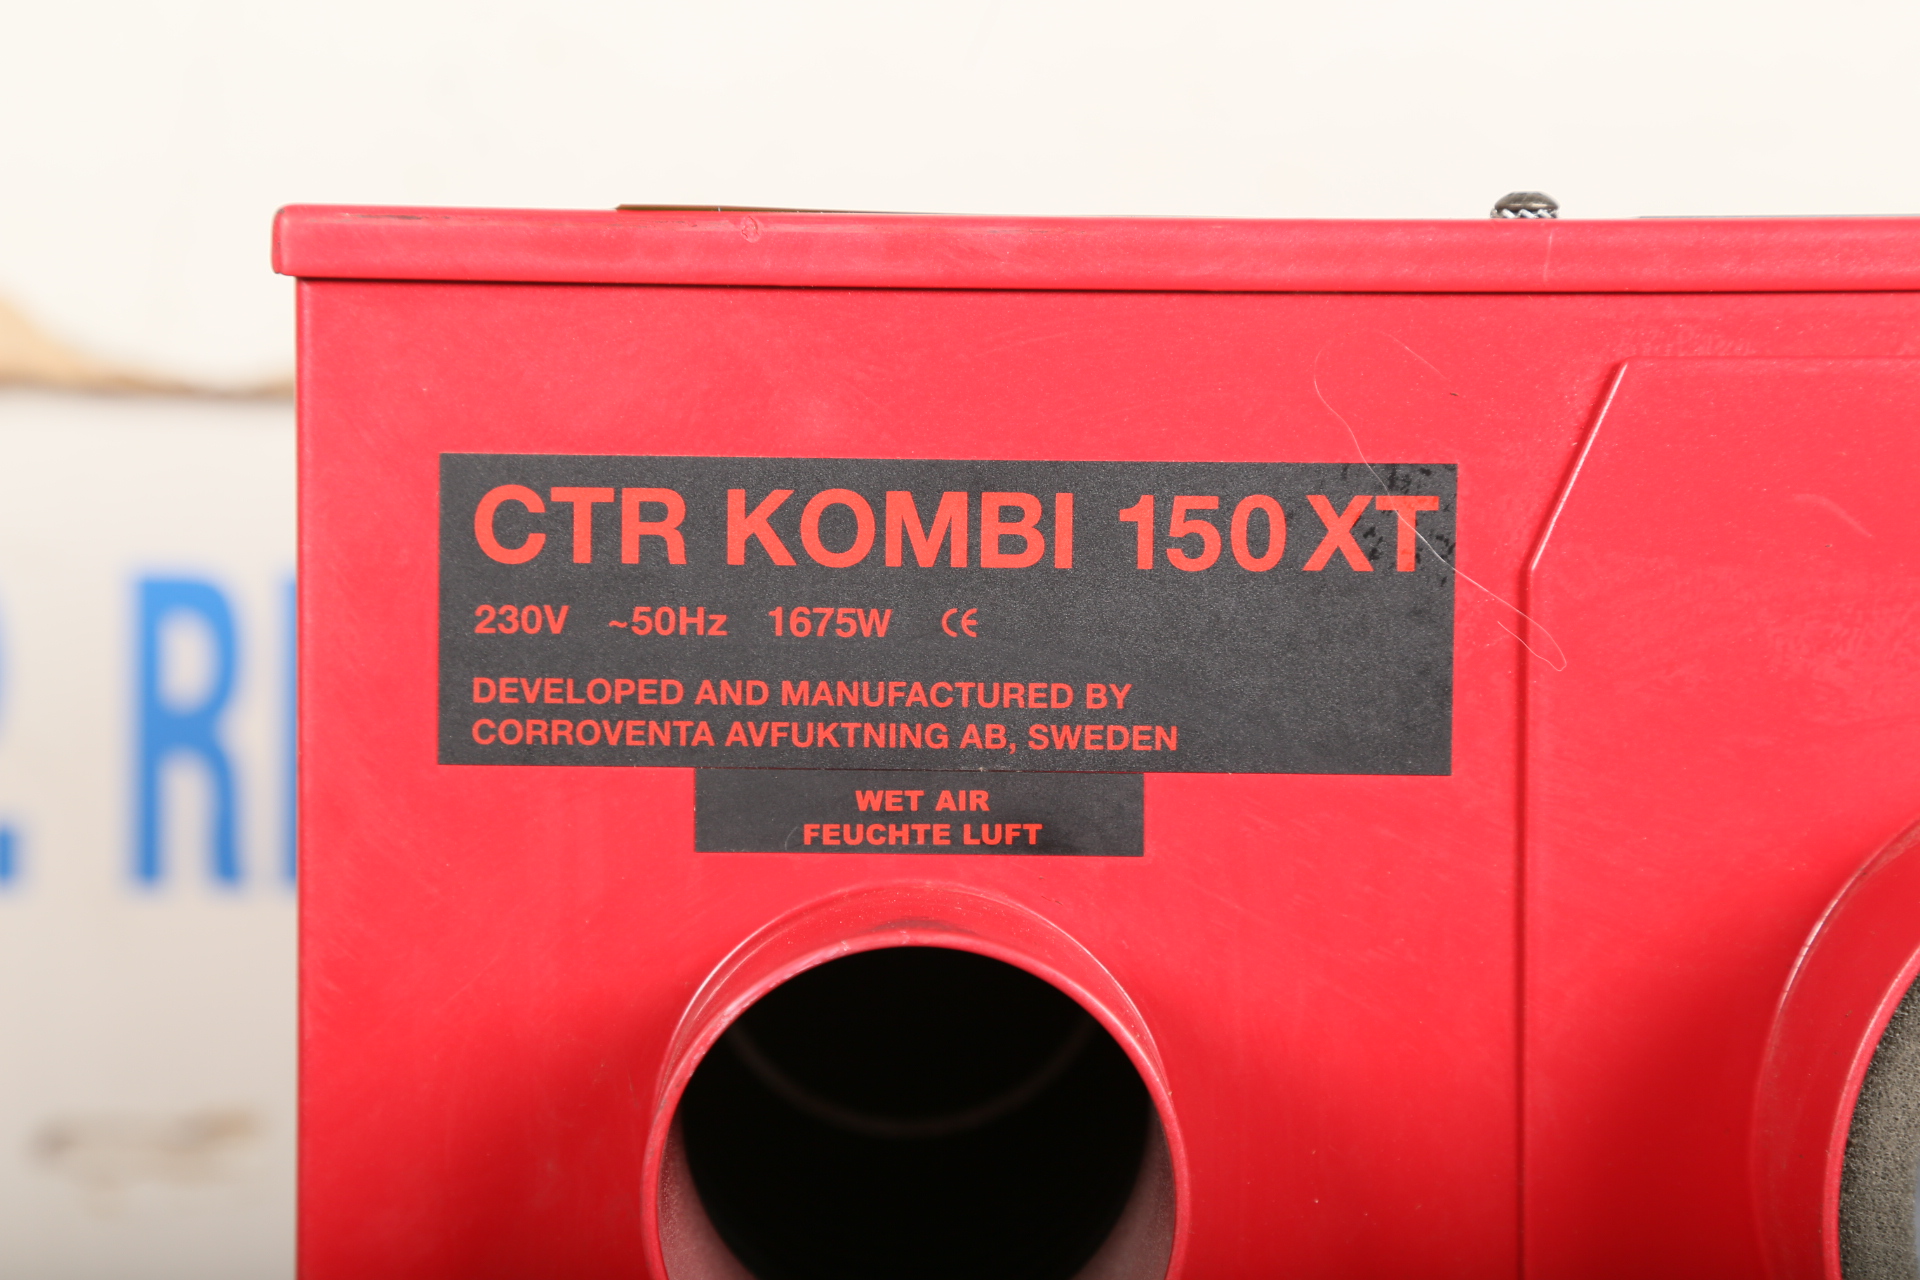 CTR KOMBI 150 XT
230V ~50Hz 1675W CE
DEVELOPED AND MANUFACTURED BY
CORROVENTA AVFUKTNING AB, SWEDEN
WET AIR
FEUCHTE LUFT